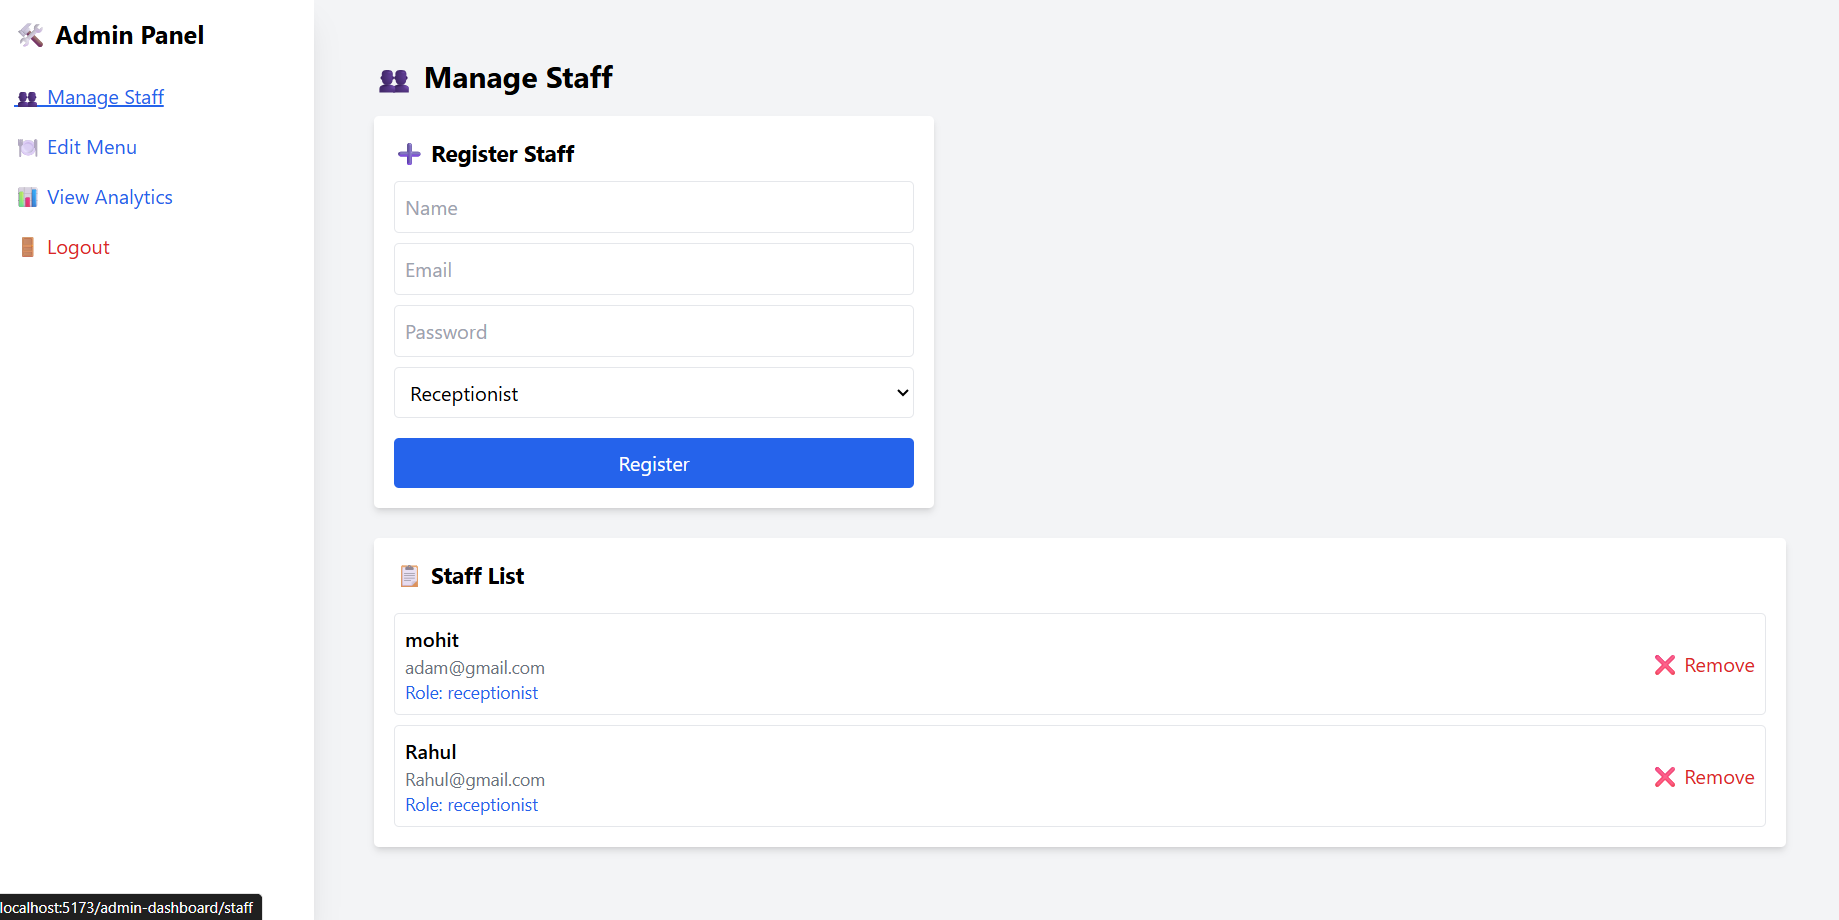 Admin Panel
Manage Staff
Edit Menu
View Analytics
Logout
Manage Staff
Register Staff
Name
Email
Password
Receptionist
Register
Staff List
mohit
adam@gmail.com
Role: receptionist
Remove
Rahul
Rahul@gmail.com
Role: receptionist
Remove
localhost:5173/admin-dashboard/staff